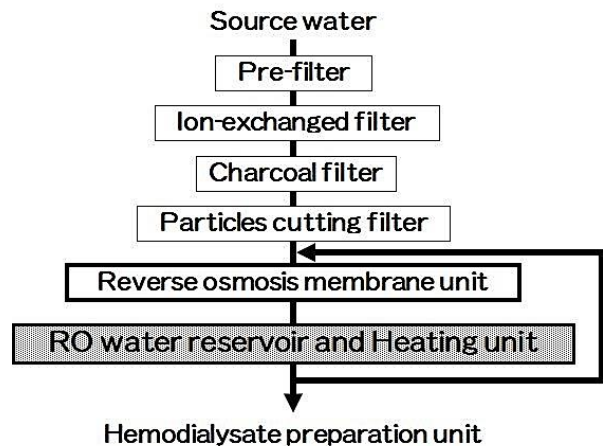 Source water
Pre-filter
Ion-exchanged filter
Charcoal filter
Particles cutting filter
Reverse osmosis membrane unit
RO water reservoir and Heating unit
Hemodialysate preparation unit